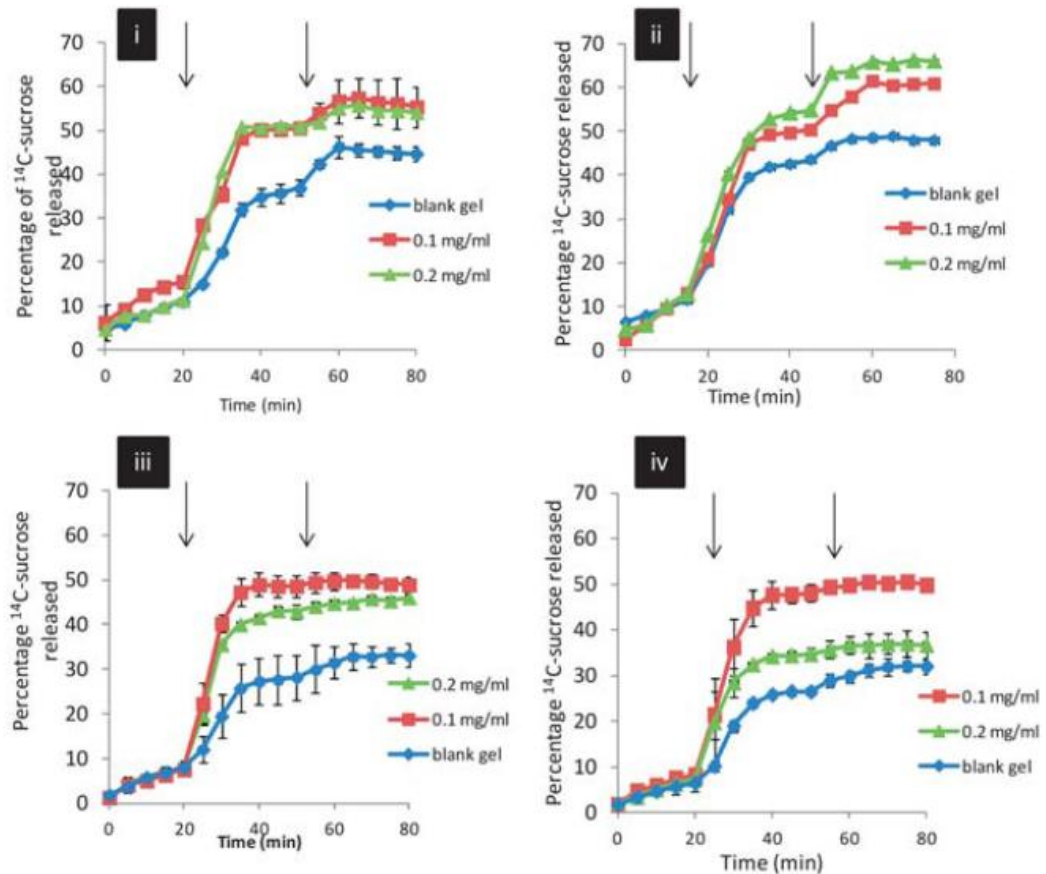 i
Percentage of ¹⁴C-sucrose
released
70
60
50
40
30
20
10
0
0 20 40 60 80
Time (min)
blank gel
0.1 mg/ml
0.2 mg/ml
ii
Percentage ¹⁴C-sucrose released
70
60
50
40
30
20
10
0
0 20 40 60 80
Time (min)
blank gel
0.1 mg/ml
0.2 mg/ml
iii
Percentage ¹⁴C-sucrose
released
70
60
50
40
30
20
10
0
0 20 40 60 80
Time (min)
0.2 mg/ml
0.1 mg/ml
blank gel
iv
Percentage ¹⁴C-sucrose released
70
60
50
40
30
20
10
0
0 20 40 60 80
Time (min)
0.1 mg/ml
0.2 mg/ml
blank gel